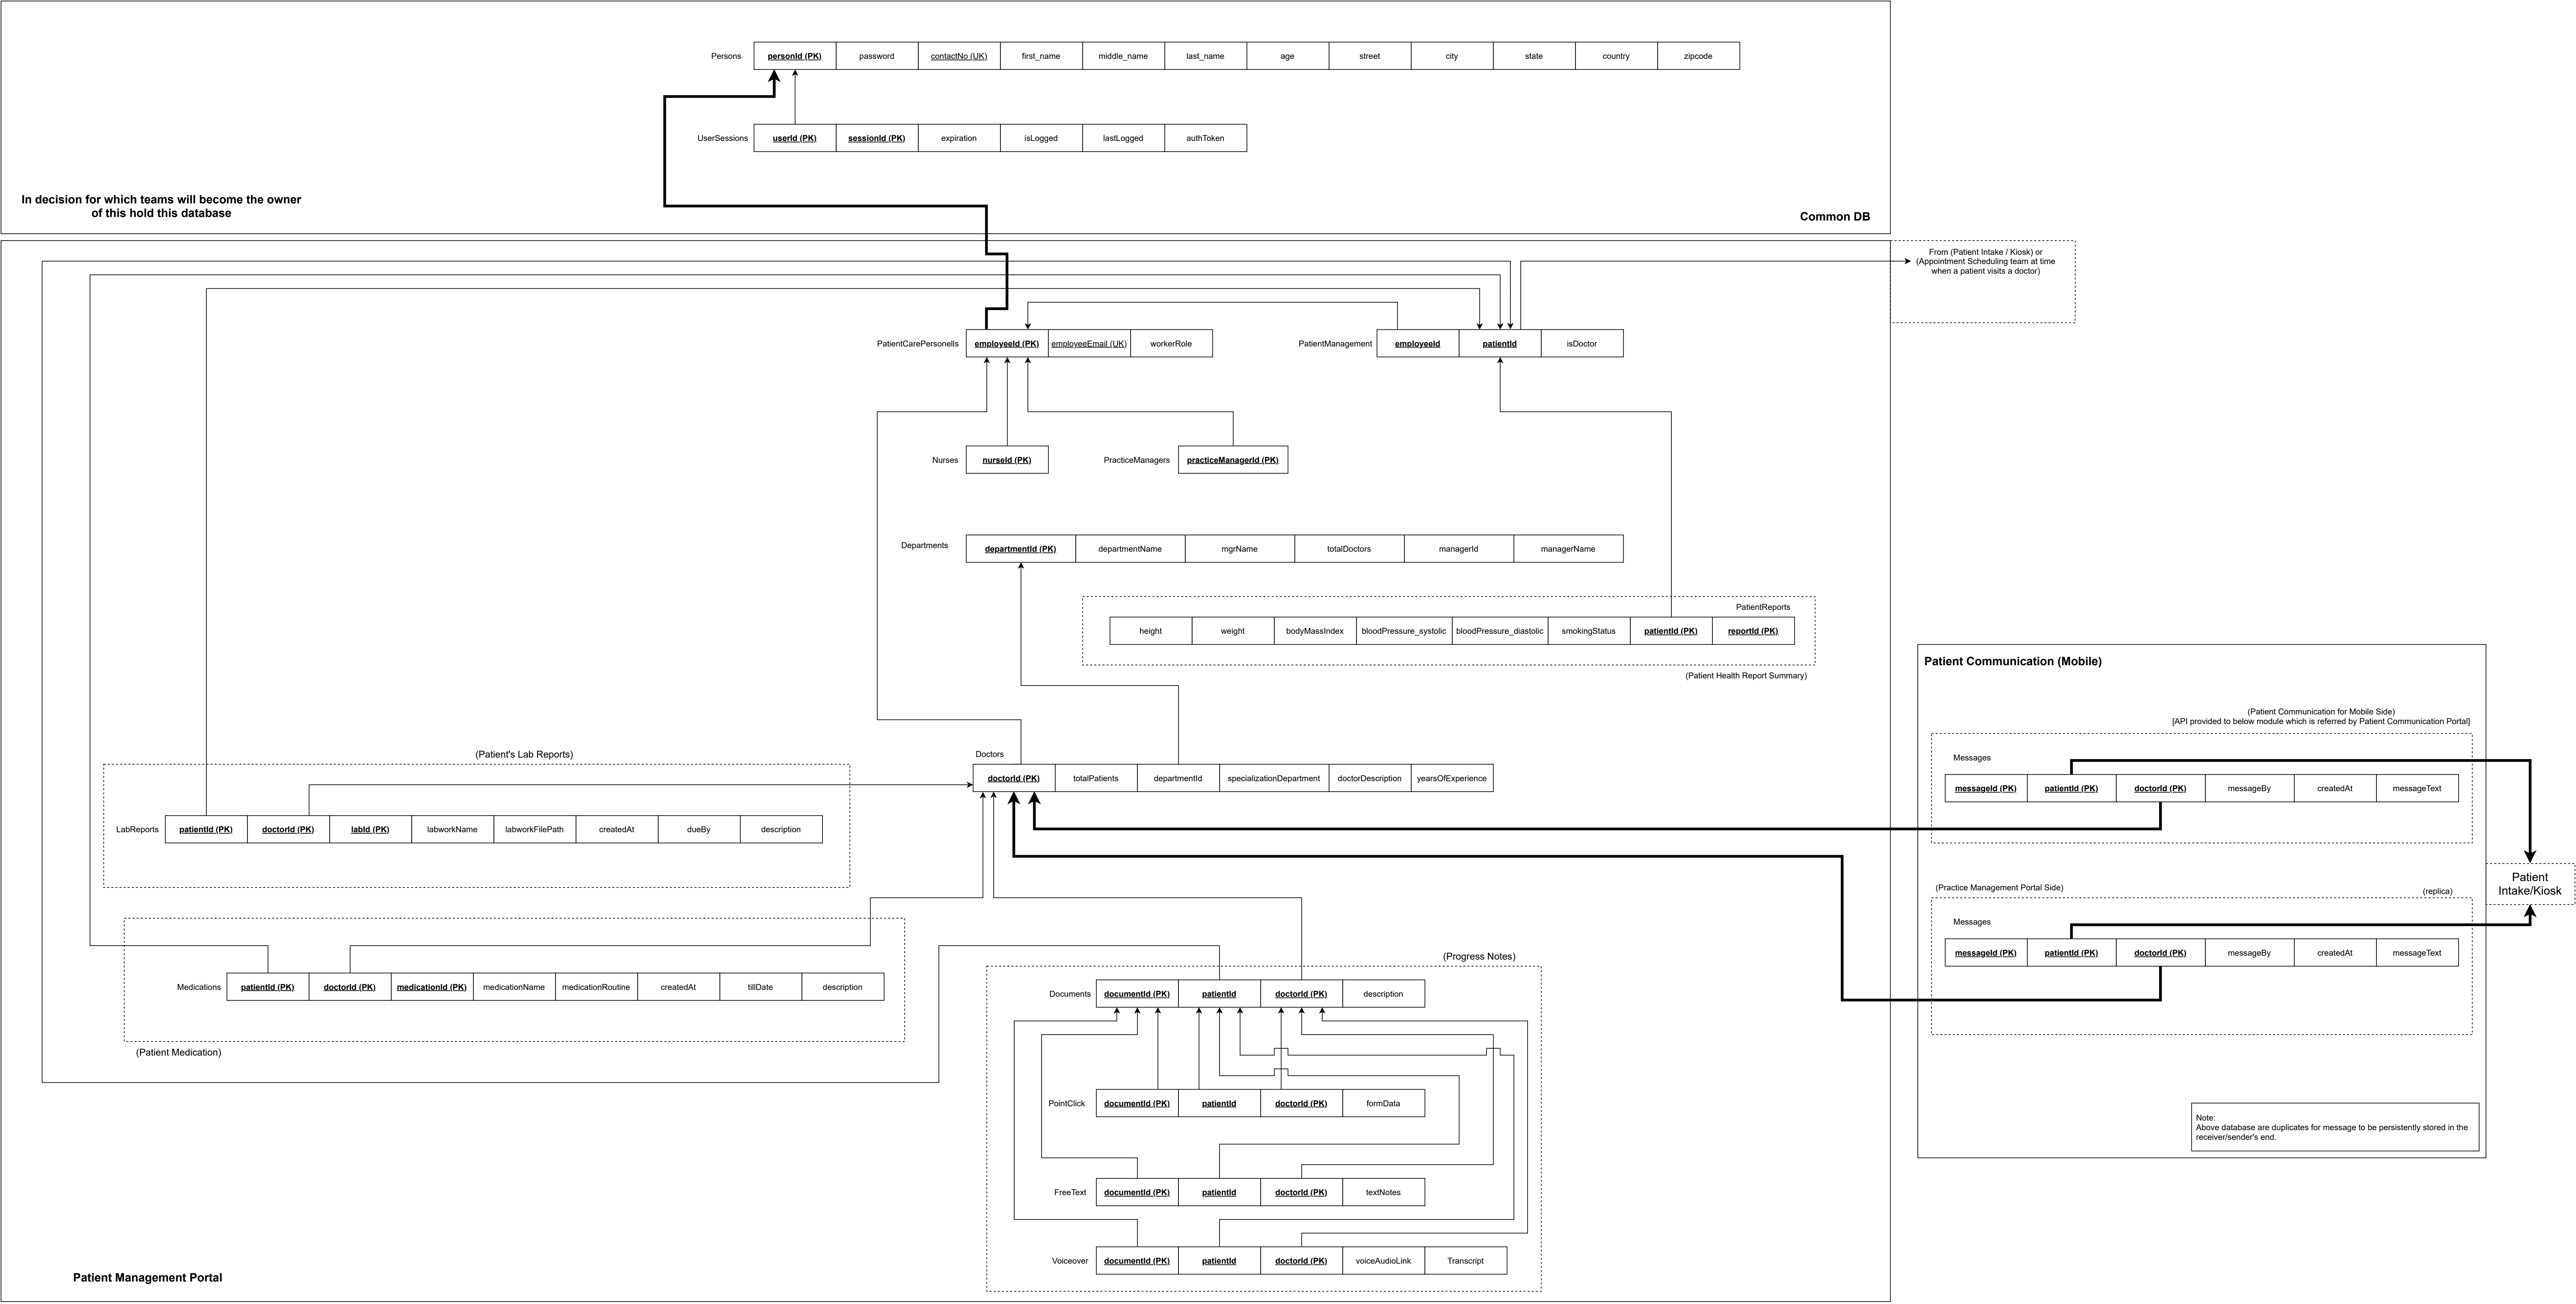 Persons
personId (PK)
password
contactNo (UK)
first_name
middle_name
last_name
age
street
city
state
country
zipcode
UserSessions
userId (PK)
sessionId (PK)
expiration
isLogged
lastLogged
authToken
In decision for which teams will become the owner
of this hold this database
Common DB
From (Patient Intake / Kiosk) or
(Appointment Scheduling team at time
when a patient visits a doctor)
PatientCarePersonells
employeeId (PK)
employeeEmail (UK)
workerRole
PatientManagement
employeeId
patientId
isDoctor
Nurses
nurseId (PK)
PracticeManagers
practiceManagerId (PK)
Departments
departmentId (PK)
departmentName
mgrName
totalDoctors
managerId
managerName
PatientReports
height
weight
bodyMassIndex
bloodPressure_systolic
bloodPressure_diastolic
smokingStatus
patientId (PK)
reportId (PK)
(Patient Health Report Summary)
Doctors
doctorId (PK)
totalPatients
departmentId
specializationDepartment
doctorDescription
yearsOfExperience
(Patient's Lab Reports)
LabReports
patientId (PK)
doctorId (PK)
labId (PK)
labworkName
labworkFilePath
createdAt
dueBy
description
Medications
patientId (PK)
doctorId (PK)
medicationId (PK)
medicationName
medicationRoutine
createdAt
tillDate
description
(Patient Medication)
(Progress Notes)
Documents
documentId (PK)
patientId
doctorId (PK)
description
PointClick
documentId (PK)
patientId
doctorId (PK)
formData
FreeText
documentId (PK)
patientId
doctorId (PK)
textNotes
Voiceover
documentId (PK)
patientId
doctorId (PK)
voiceAudioLink
Transcript
Patient Management Portal
Patient Communication (Mobile)
(Patient Communication for Mobile Side)
[API provided to below module which is referred by Patient Communication Portal]
Messages
messageId (PK)
patientId (PK)
doctorId (PK)
messageBy
createdAt
messageText
Patient
Intake/Kiosk
(Practice Management Portal Side)
(replica)
Messages
messageId (PK)
patientId (PK)
doctorId (PK)
messageBy
createdAt
messageText
Note:
Above database are duplicates for message to be persistently stored in the
receiver/sender's end.